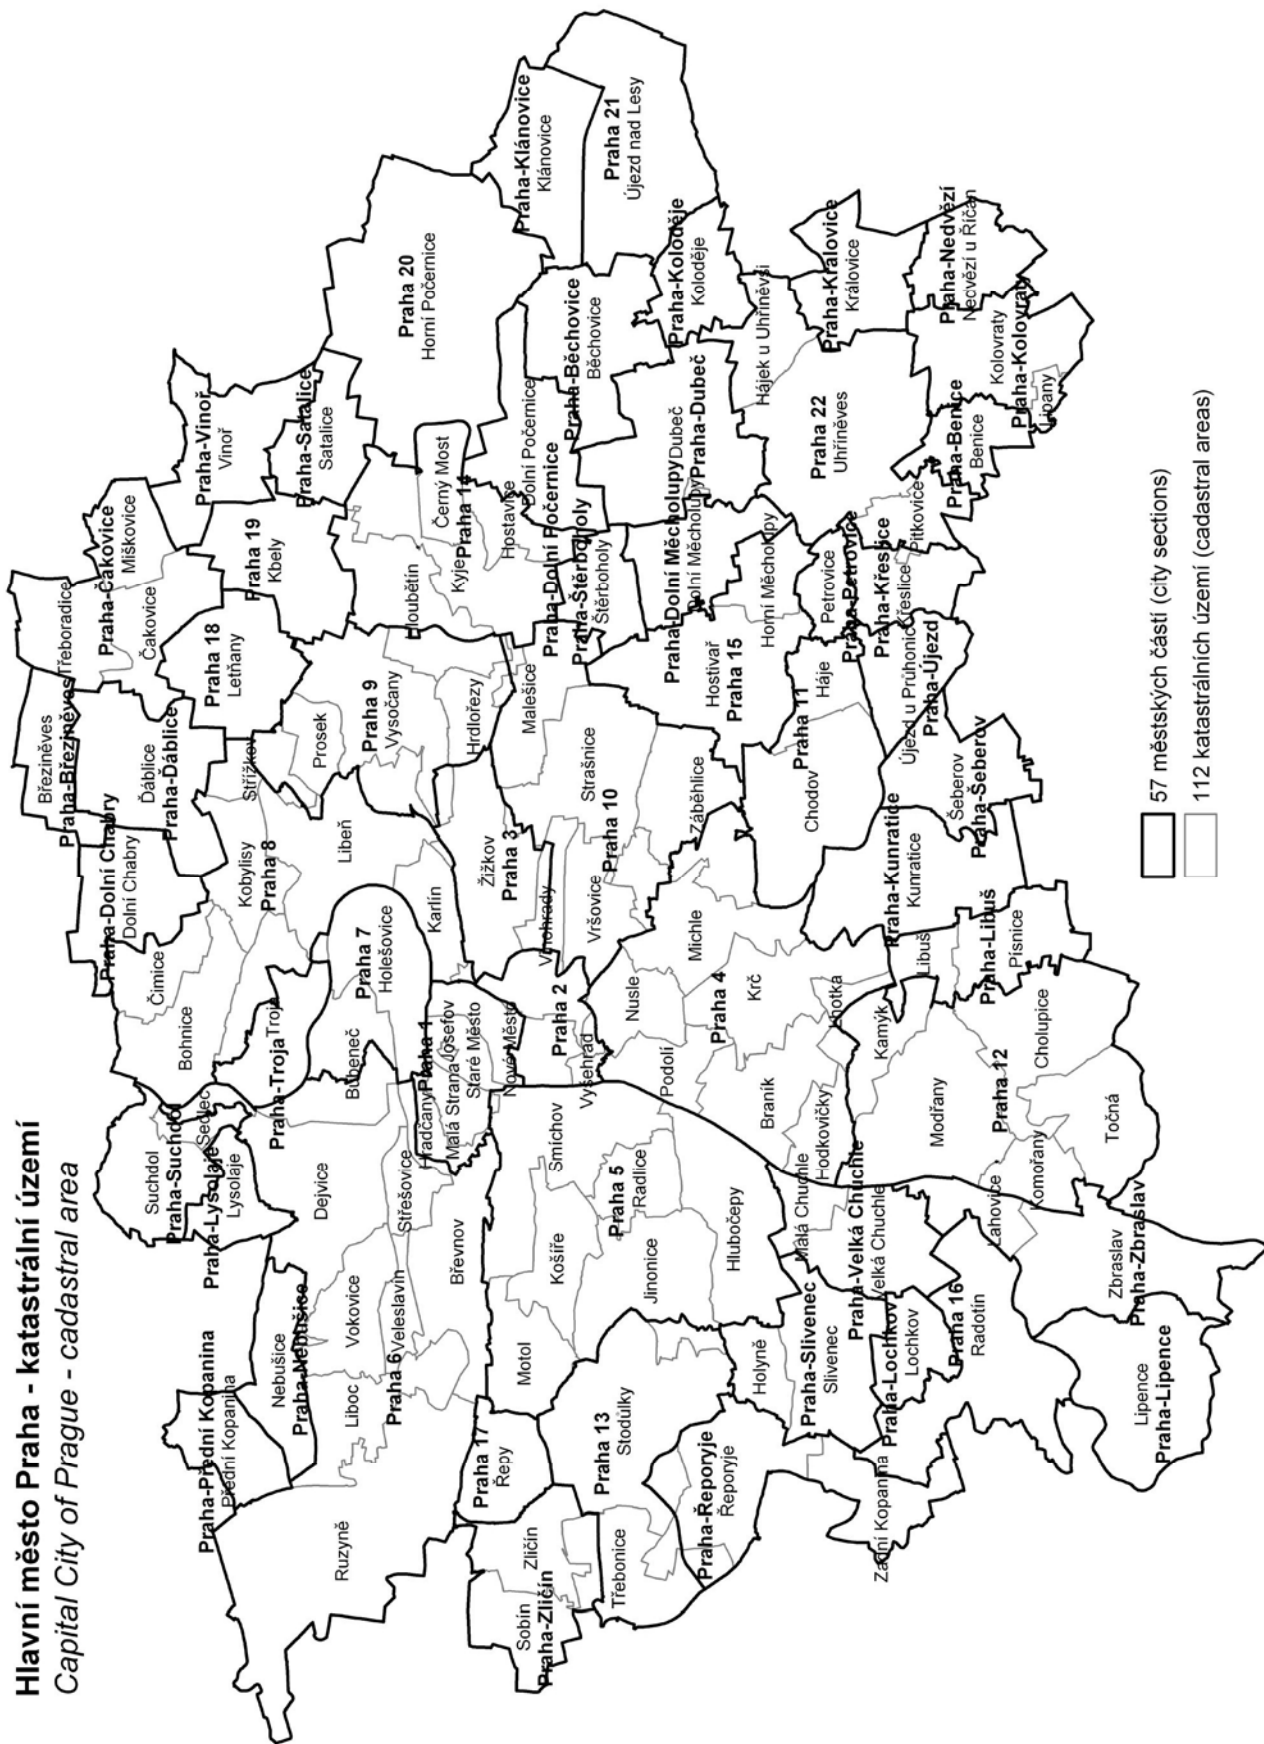 Hlavní město Praha - katastrální území
Capital City of Prague - cadastral area
Praha-Přední Kopanina
Přední Kopanina
Ruzyně
Nebušice
Praha-Nebušice
Liboc
Praha 6
Vokovice
Veleslavín
Břevnov
Střešovice
Dejvice
Suchdol
Praha-Suchdol
Praha-Lysolaje
Lysolaje
Sedlec
Bohnice
Čimice
Praha-Troja
Troja
Bubeneč
Praha 7
Holešovice
Praha-Dolní Chabry
Dolní Chabry
Kobylisy
Praha 8
Libeň
Karlín
Střížkov
Březiněves
Praha-Březiněves
Ďáblice
Praha-Ďáblice
Třeboradice
Praha-Čakovice
Čakovice
Miškovice
Praha 18
Letňany
Praha 19
Kbely
Praha-Vinoř
Vinoř
Praha-Satalice
Satalice
Prosek
Praha 9
Vysočany
Hrdlořezy
Hloubětín
Kyje
Praha 14
Černý Most
Hostavice
Praha 20
Horní Počernice
Praha-Klánovice
Klánovice
Praha 21
Újezd nad Lesy
Praha-Běchovice
Běchovice
Dolní Počernice
Praha-Dolní Počernice
Praha-Koloděje
Koloděje
Praha-Štěrboholy
Štěrboholy
Dubeč
Praha-Dubeč
Praha-Dolní Měcholupy
Dolní Měcholupy
Hradčany
Praha 1
Malá Strana
Josefov
Staré Město
Nové Město
Praha 2
Vyšehrad
Vinohrady
Žižkov
Praha 3
Malešice
Strašnice
Praha 10
Vršovice
Záběhlice
Michle
Nusle
Praha 4
Krč
Podolí
Braník
Hodkovičky
Lhotka
Praha 17
Řepy
Zličín
Sobín
Praha-Zličín
Třebonice
Praha 13
Stodůlky
Praha-Řeporyje
Řeporyje
Motol
Košíře
Smíchov
Praha 5
Radlice
Jinonice
Hlubočepy
Holyně
Praha-Slivenec
Slivenec
Malá Chuchle
Praha-Velká Chuchle
Velká Chuchle
Praha-Lochkov
Lochkov
Praha 16
Radotín
Zadní Kopanina
Lahovice
Lipence
Praha-Lipence
Zbraslav
Praha-Zbraslav
Komořany
Modřany
Praha 12
Kamýk
Cholupice
Točná
Libuš
Praha-Libuš
Písnice
Praha-Kunratice
Kunratice
Šeberov
Praha-Šeberov
Újezd u Průhonic
Praha-Újezd
Chodov
Praha 11
Háje
Hostivař
Praha 15
Horní Měcholupy
Petrovice
Praha-Petrovice
Praha-Křeslice
Křeslice
Pitkovice
Praha 22
Uhříněves
Hájek u Uhříněvsi
Praha-Královice
Královice
Praha-Nedvězí
Nedvězí u Říčan
Kolovraty
Praha-Kolovraty
Lipany
Praha-Benice
Benice
57 městských částí (city sections)
112 katastrálních území (cadastral areas)